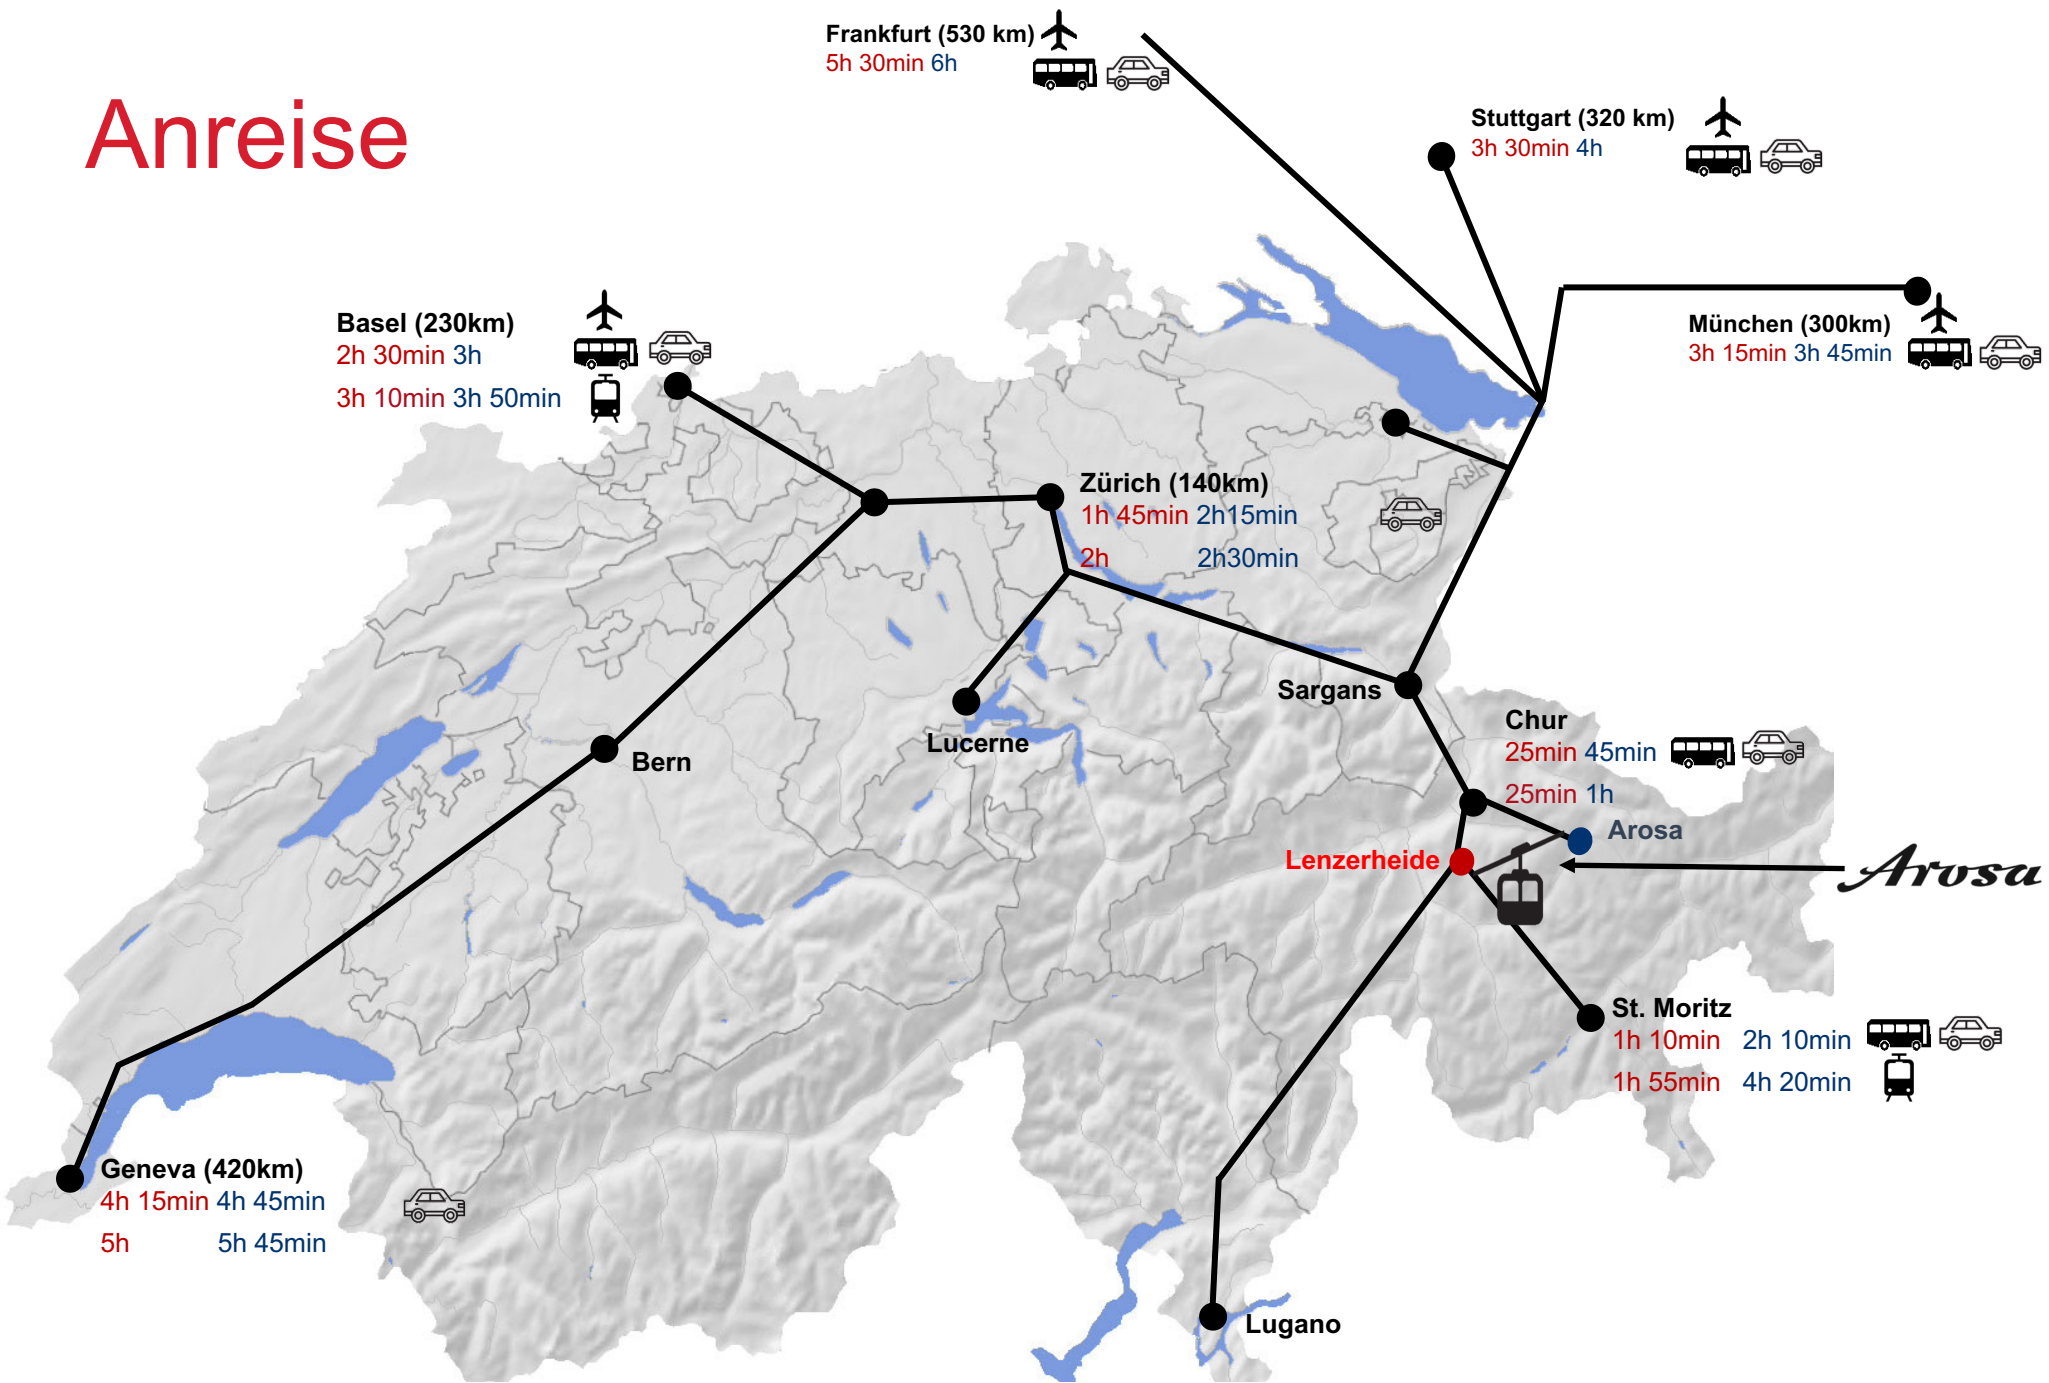 Anreise
Frankfurt (530 km)
5h 30min 6h
Stuttgart (320 km)
3h 30min 4h
München (300km)
3h 15min 3h 45min
Basel (230km)
2h 30min 3h
3h 10min 3h 50min
Zürich (140km)
1h 45min 2h15min
2h 2h30min
Sargans
Lucerne
Bern
Chur
25min 45min
25min 1h
Arosa
Lenzerheide
Arosa
St. Moritz
1h 10min 2h 10min
1h 55min 4h 20min
Geneva (420km)
4h 15min 4h 45min
5h 5h 45min
Lugano